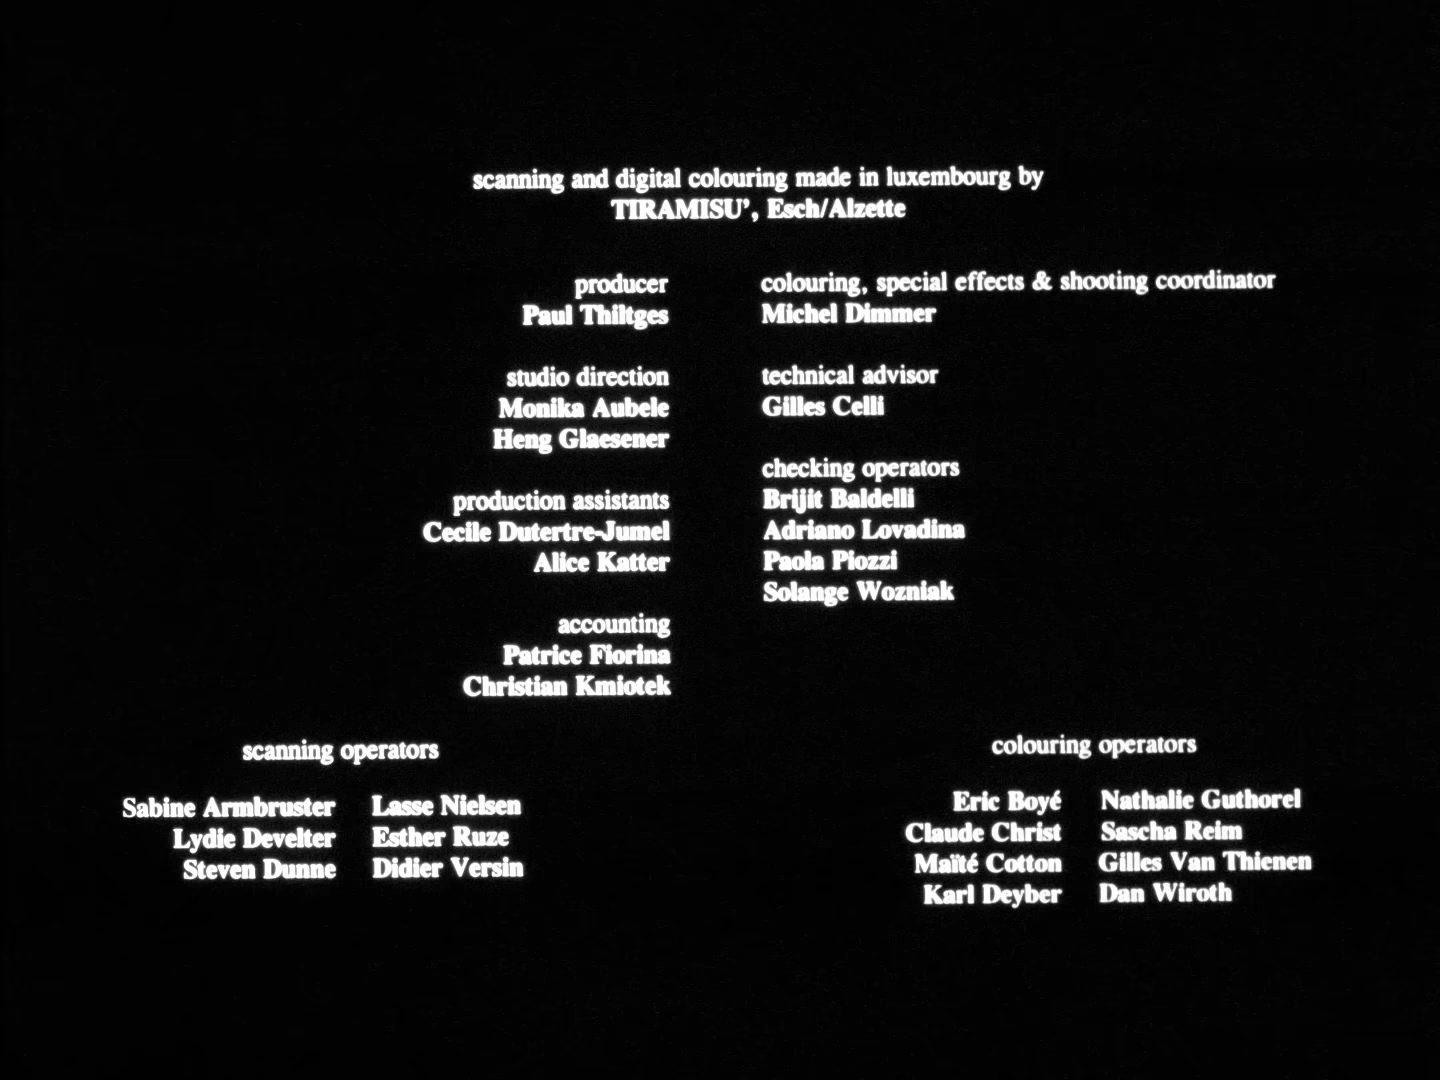 scanning and digital colouring made in luxembourg by
TIRAMISU', Esch/Alzette
producer
Paul Thiltges
studio direction
Monika Aubele
Heng Glaesener
production assistants
Cecile Dutertre-Jumel
Alice Katter
accounting
Patrice Fiorina
Christian Kmiotek
colouring, special effects & shooting coordinator
Michel Dimmer
technical advisor
Gilles Celli
checking operators
Brijit Baldelli
Adriano Lovadina
Paola Piozzi
Solange Wozniak
scanning operators
Sabine Armbruster
Lydie Develter
Steven Dunne
Lasse Nielsen
Esther Ruze
Didier Versin
colouring operators
Eric Boyé
Claude Christ
Maïté Cotton
Karl Deyber
Nathalie Guthorel
Sascha Reim
Gilles Van Thienen
Dan Wiroth